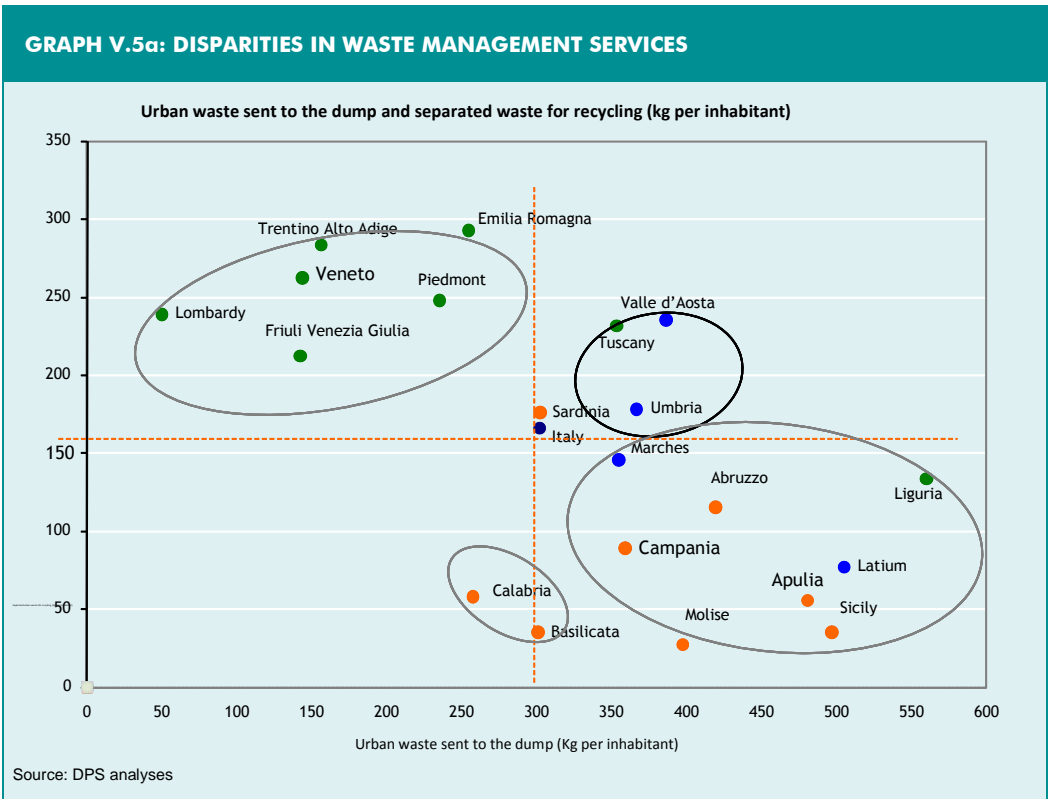 GRAPH V.5a: DISPARITIES IN WASTE MANAGEMENT SERVICES
Urban waste sent to the dump and separated waste for recycling (kg per inhabitant)
350
300
250
200
150
100
50
0
Emilia Romagna
Trentino Alto Adige
Veneto
Piedmont
Lombardy
Friuli Venezia Giulia
Valle d'Aosta
Tuscany
Umbria
Sardinia
Italy
Marches
Abruzzo
Liguria
Campania
Latium
Apulia
Calabria
Sicily
Molise
Basilicata
0 50 100 150 200 250 300 350 400 450 500 550 600
Urban waste sent to the dump (Kg per inhabitant)
Source: DPS analyses